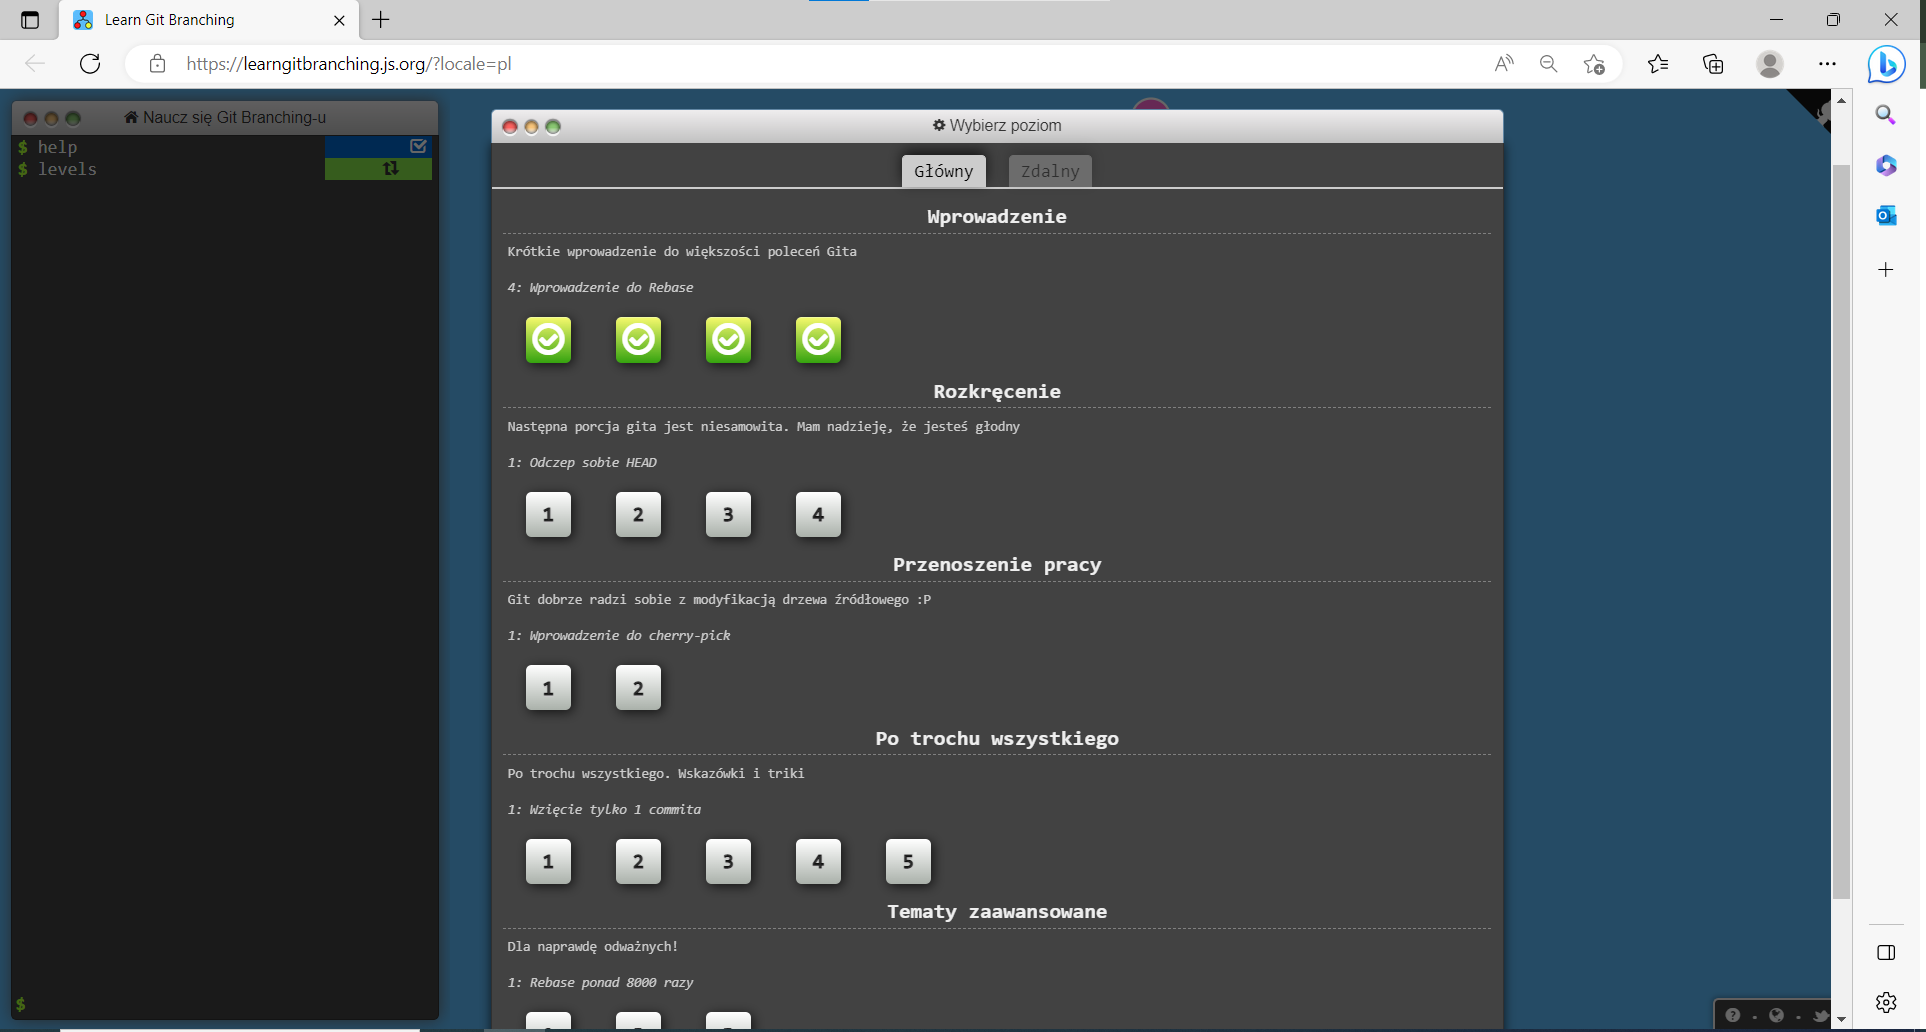 Learn Git Branching
https://learngitbranching.js.org/?locale=pl
Naucz się Git Branching-u
$ help
$ levels
$
Wybierz poziom
Główny
Zdalny
Wprowadzenie
Krótkie wprowadzenie do większości poleceń Gita
4: Wprowadzenie do Rebase
Rozkręcenie
Następna porcja gita jest niesamowita. Mam nadzieję, że jesteś głodny
1: Odczep sobie HEAD
1 2 3 4
Przenoszenie pracy
Git dobrze radzi sobie z modyfikacją drzewa źródłowego :P
1: Wprowadzenie do cherry-pick
1 2
Po trochu wszystkiego
Po trochu wszystkiego. Wskazówki i triki
1: Wzięcie tylko 1 commita
1 2 3 4 5
Tematy zaawansowane
Dla naprawdę odważnych!
1: Rebase ponad 8000 razy